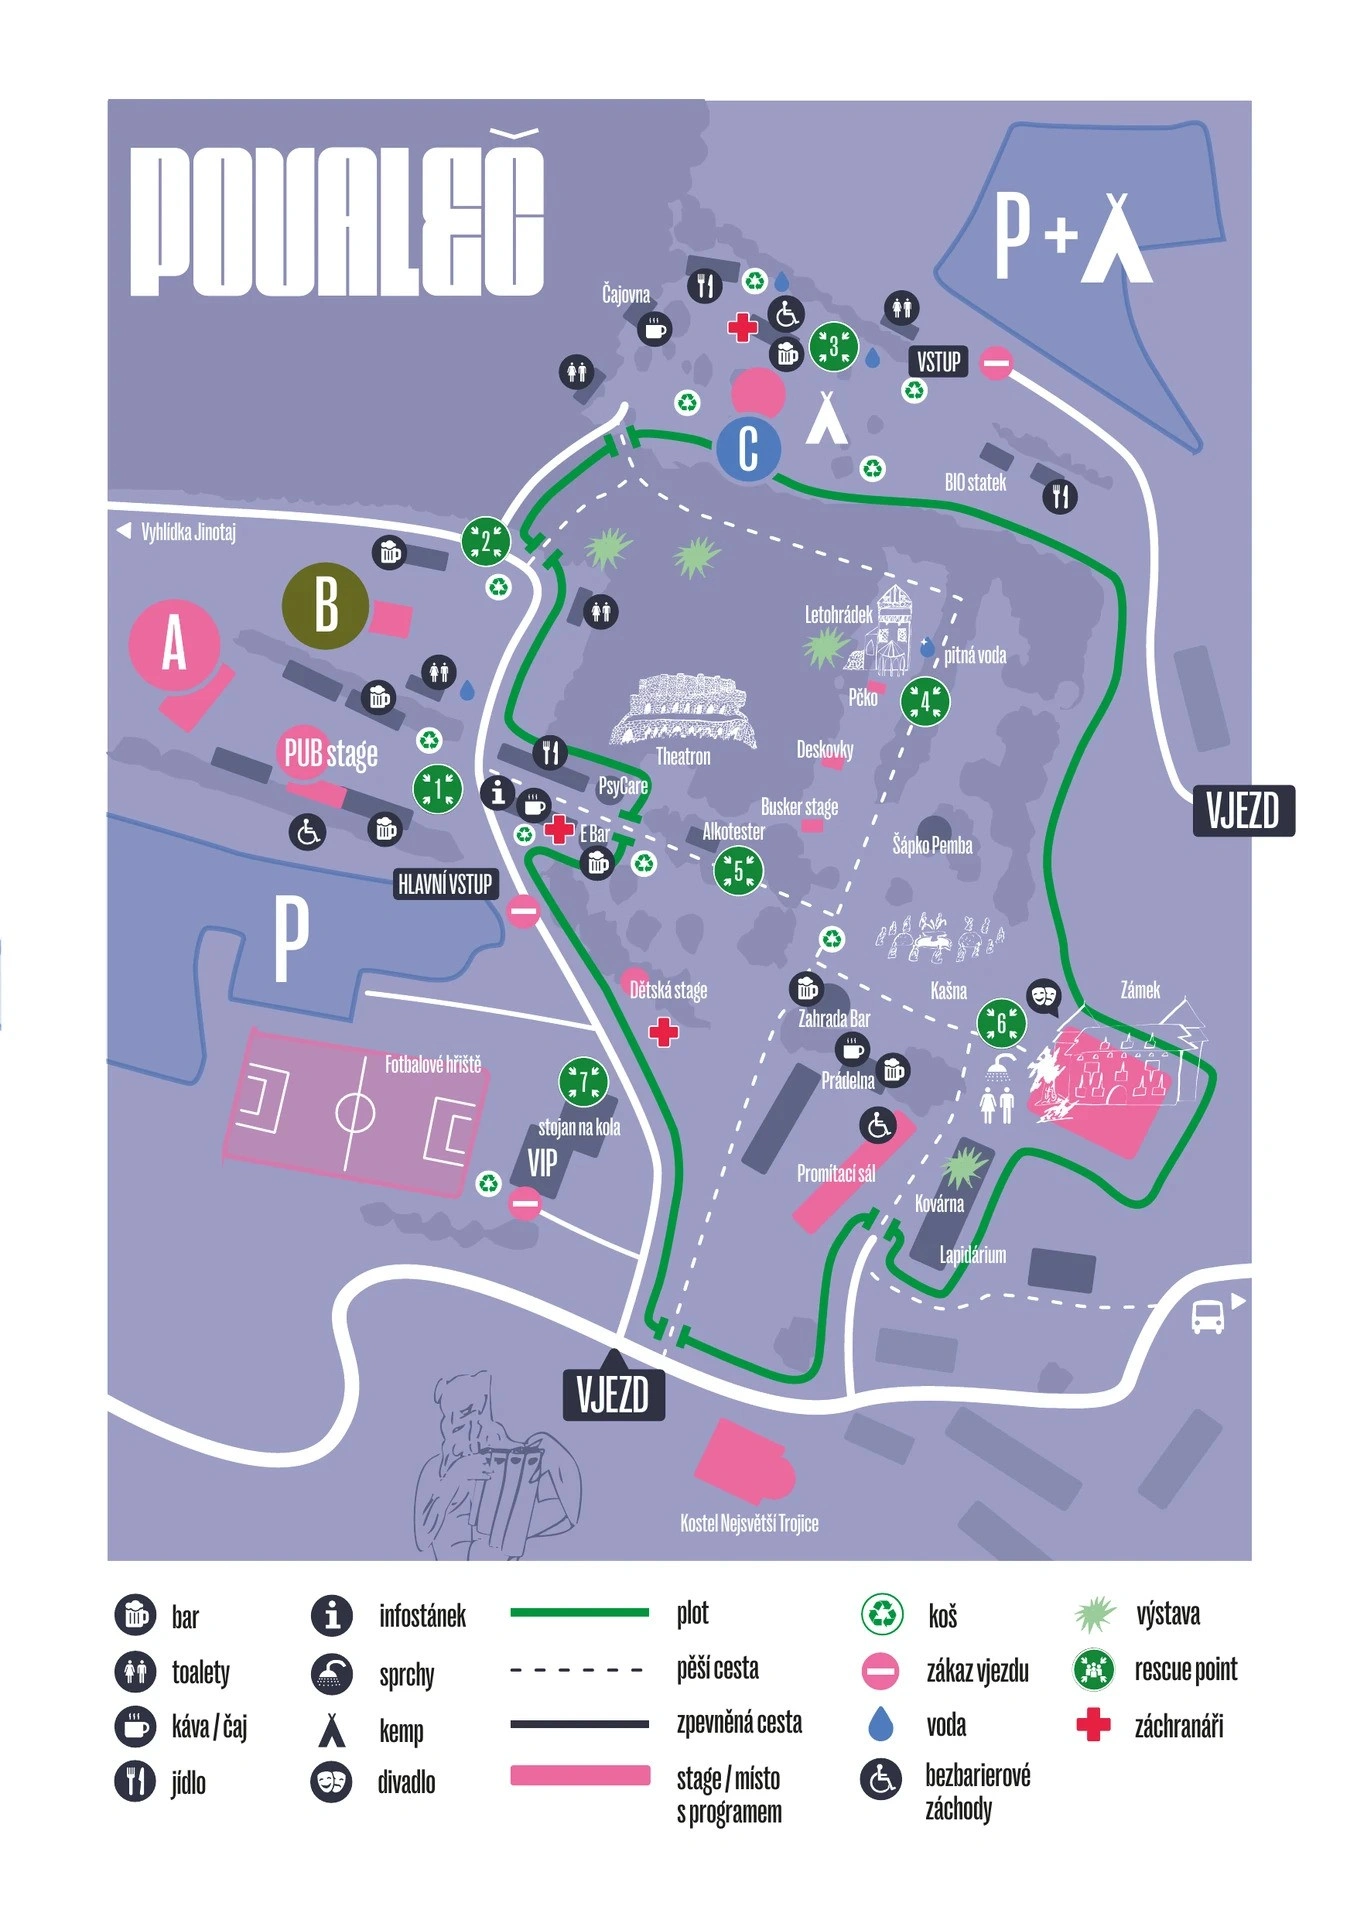 POVALEČ
P +
Čajovna
3
VSTUP
C
BIO statek
Vyhlídka Jinotaj
2
B
A
Letohrádek
pitná voda
Pčko
4
PUB stage
Theatron
Deskovky
1
PsyCare
Busker stage
VJEZD
E Bar
Alkotester
Šápko Pemba
5
HLAVNÍ VSTUP
P
Dětská stage
Kašna
Zámek
Zahrada Bar
6
Fotbalové hřiště
7
Prádelna
stojan na kola
VIP
Promítací sál
Kovárna
Lapidárium
VJEZD
Kostel Nejsvětší Trojice
bar
toalety
káva / čaj
jídlo
infostánek
sprchy
kemp
divadlo
plot
pěší cesta
zpevněná cesta
stage / místo
s programem
koš
zákaz vjezdu
voda
bezbarierové
záchody
výstava
rescue point
záchranáři